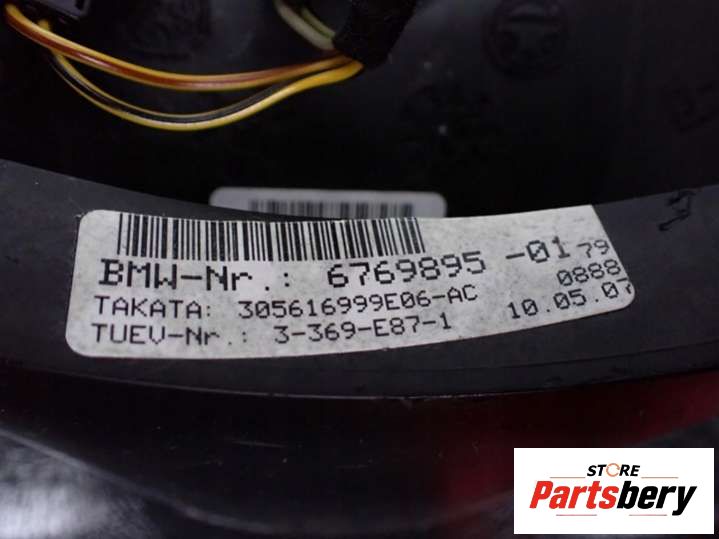 BMW-Nr.: 6769895-01 79
TAKATA: 305616999E06-AC 0888
TUEV-Nr.: 3-369-E87-1 10.05.07
STORE
Partsbery